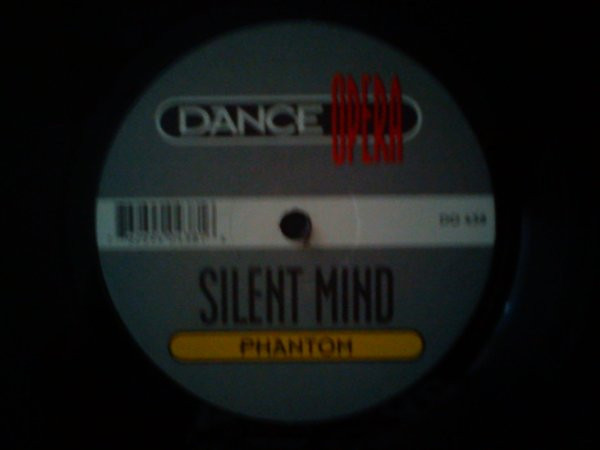 DANCE OPERA
SILENT MIND
PHANTOM